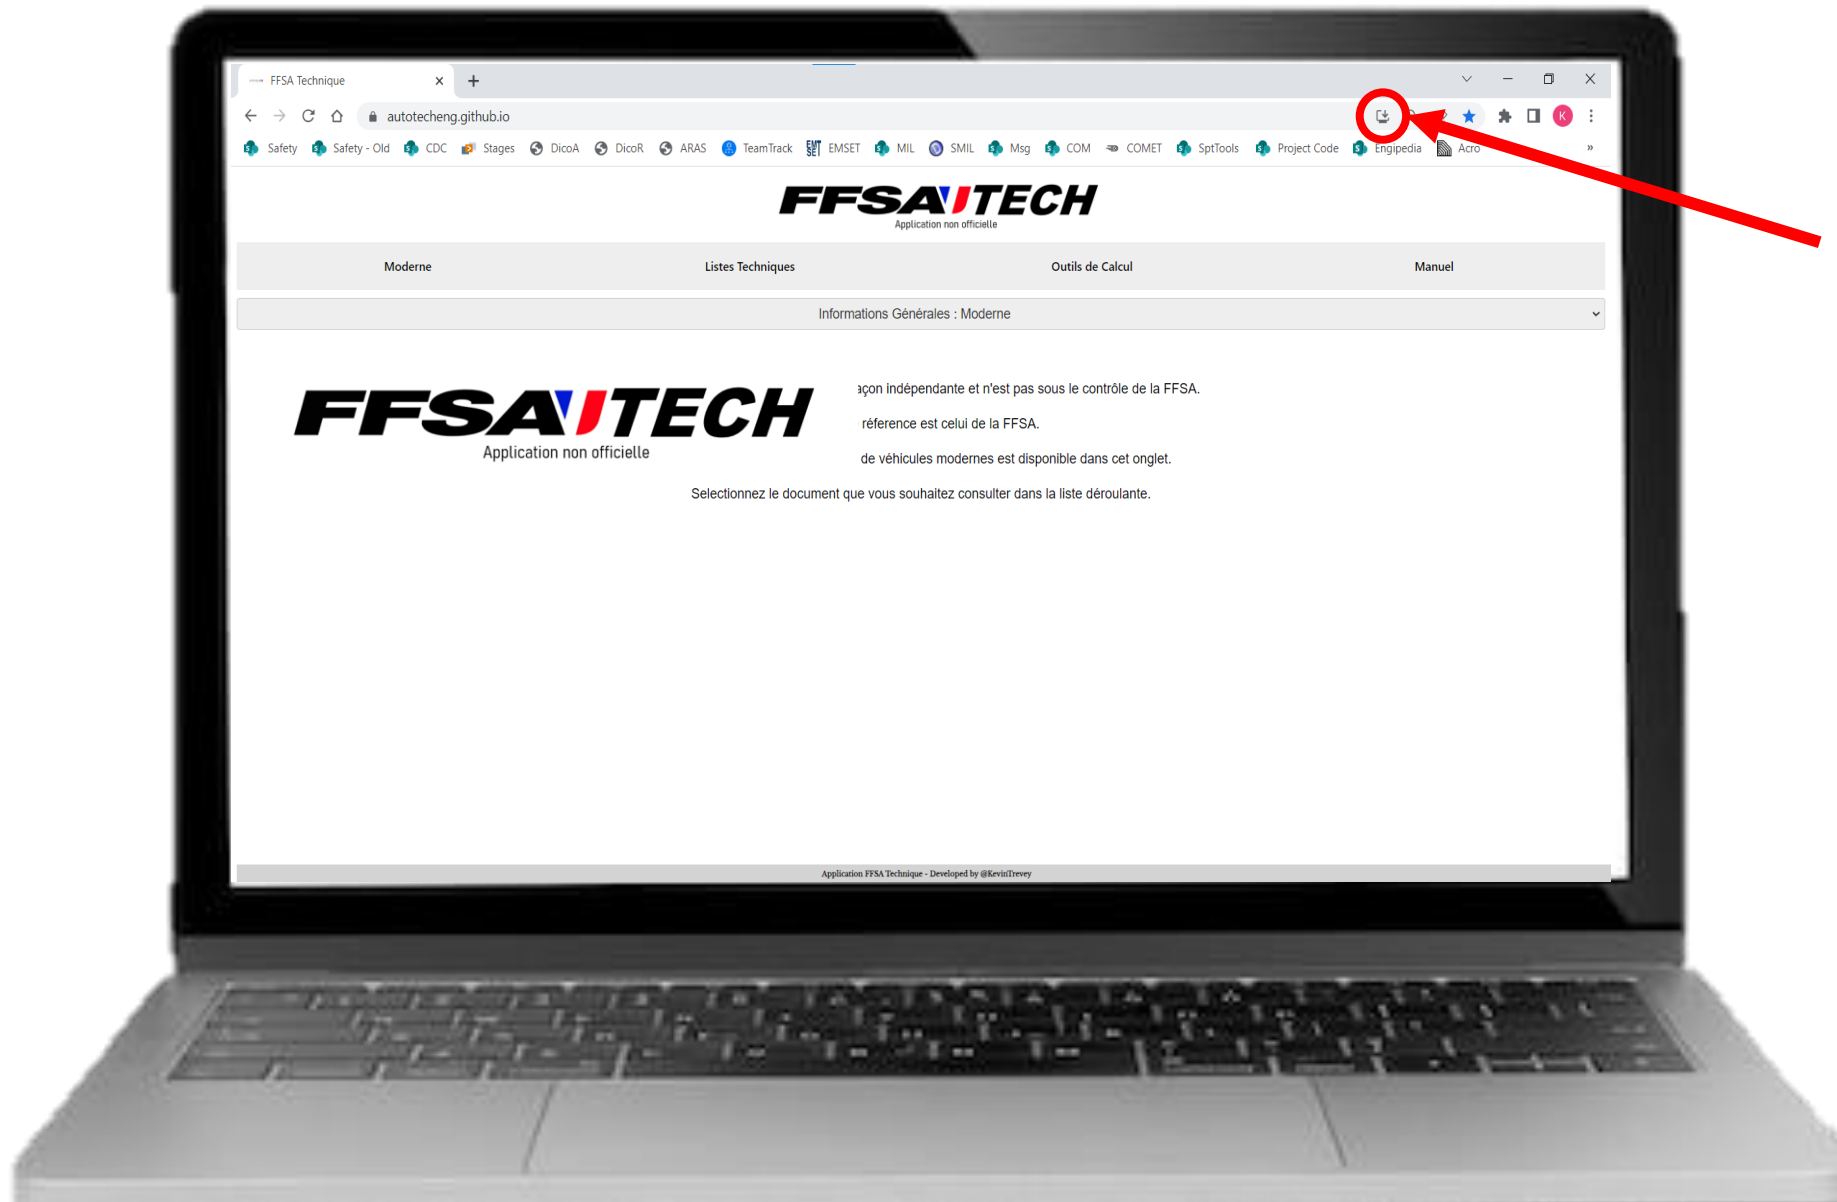 FFSA Technique
autotecheng.github.io
K
Safety Safety - Old CDC Stages DicoA DicoR ARAS TeamTrack EMSET MIL SMIL Msg COM COMET SptTools Project Code Engipedia Acro »
FFSA TECH
Application non officielle
Moderne Listes Techniques Outils de Calcul Manuel
Informations Générales : Moderne
FFSA TECH
Application non officielle
açon indépendante et n'est pas sous le contrôle de la FFSA.
réference est celui de la FFSA.
de véhicules modernes est disponible dans cet onglet.
Selectionnez le document que vous souhaitez consulter dans la liste déroulante.
Application FFSA Technique - Developed by @KevinTrevey